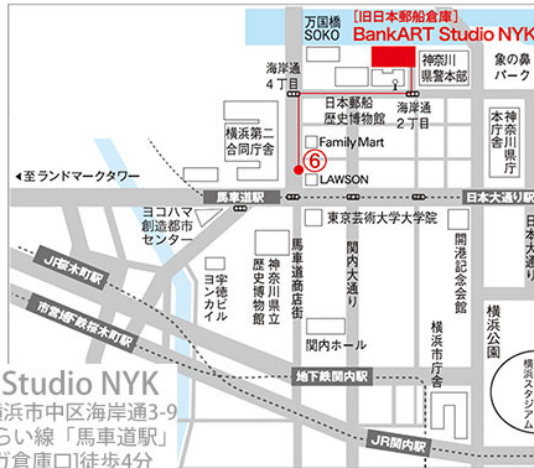 万国橋
SOKO
[旧日本郵船倉庫]
BankART Studio NYK
神奈川
県警本部
象の鼻
パーク
海岸通
4丁目
日本郵船
歴史博物館
海岸通
2丁目
横浜第二
合同庁舎
Family Mart
⑥
LAWSON
神奈川県庁
本庁舎
◀至ランドマークタワー
馬車道駅
日本大通り駅
ヨコハマ
創造都市
センター
東京芸術大学大学院
日本大通り
開港記念会館
馬車道商店街
関内大通り
神奈川県立
歴史博物館
宇徳ビル
ヨンカイ
JR桜木町駅
市営地下鉄桜木町駅
関内ホール
横浜市庁舎
横浜公園
横浜スタジアム
地下鉄関内駅
JR関内駅
Studio NYK
浜市中区海岸通3-9
らい線「馬車道駅」
ガ倉庫口]徒歩4分